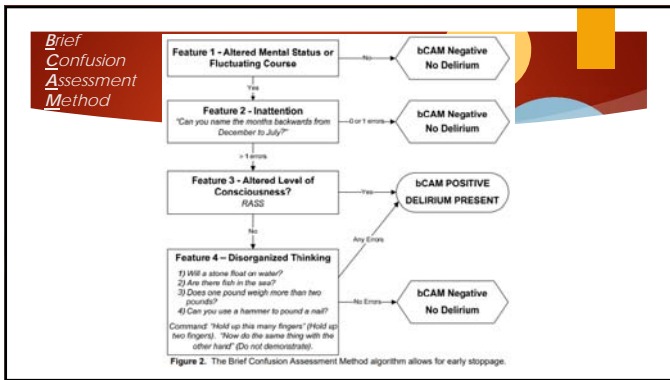 Brief
Confusion
Assessment
Method
Feature 1 - Altered Mental Status or
Fluctuating Course
No
bCAM Negative
No Delirium
Yes
Feature 2 - Inattention
"Can you name the months backwards from
December to July?"
0 or 1 errors
bCAM Negative
No Delirium
> 1 errors
Feature 3 - Altered Level of
Consciousness?
RASS
Yes
bCAM POSITIVE
DELIRIUM PRESENT
No
Any Errors
Feature 4 – Disorganized Thinking
1) Will a stone float on water?
2) Are there fish in the sea?
3) Does one pound weigh more than two
pounds?
4) Can you use a hammer to pound a nail?
Command: "Hold up this many fingers" (Hold up
two fingers). "Now do the same thing with the
other hand" (Do not demonstrate).
No Errors
bCAM Negative
No Delirium
Figure 2. The Brief Confusion Assessment Method algorithm allows for early stoppage.